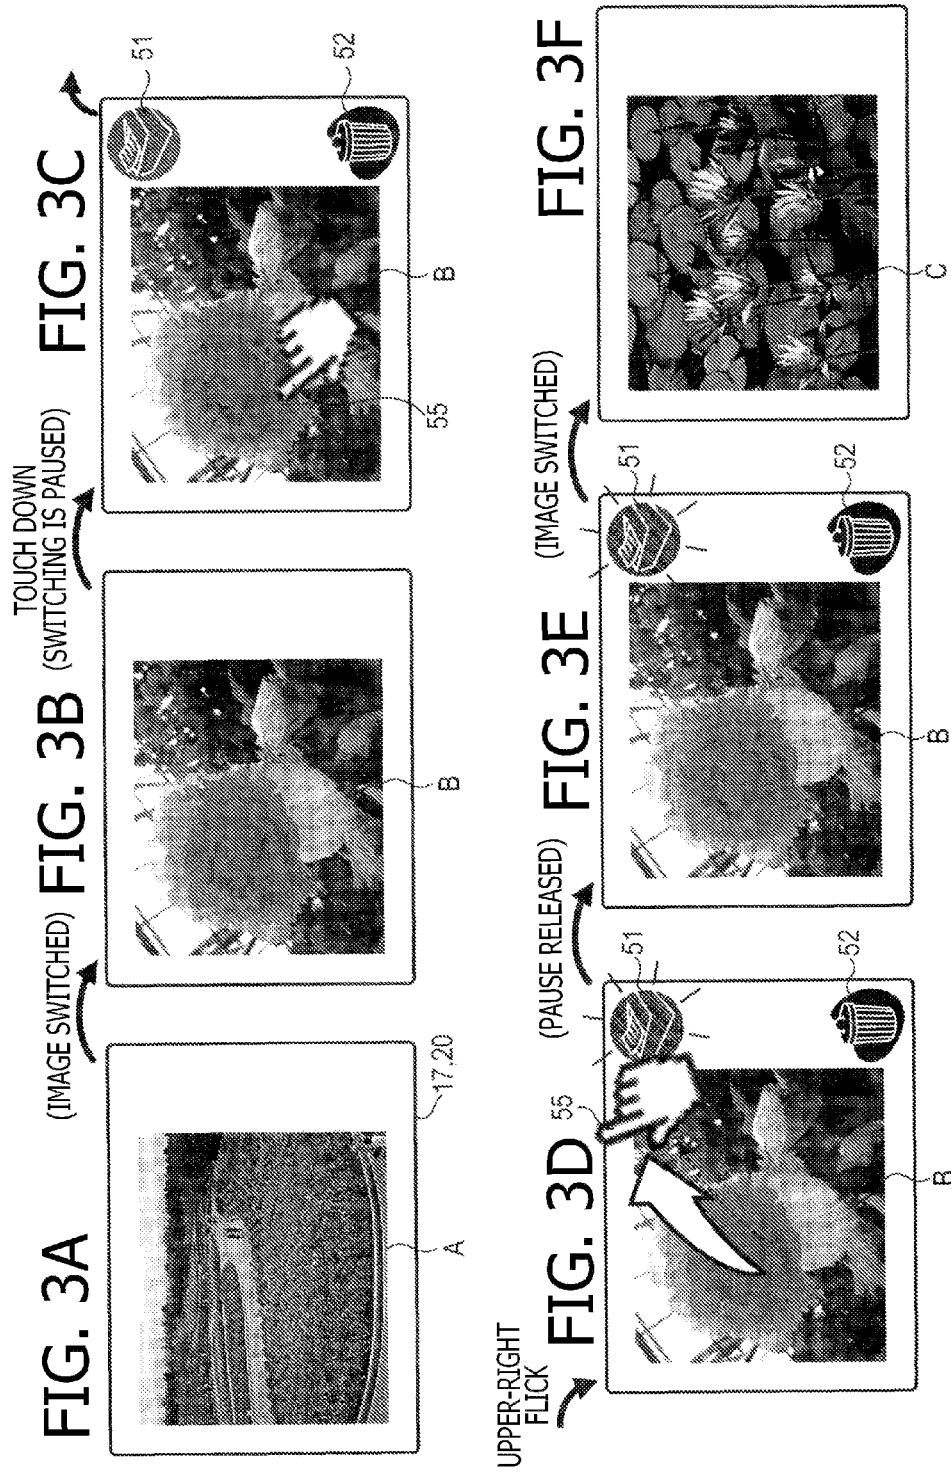 FIG. 3A
A
17,20
(IMAGE SWITCHED)
FIG. 3B
B
TOUCH DOWN
(SWITCHING IS PAUSED)
FIG. 3C
51
52
55
B
UPPER-RIGHT
FLICK
FIG. 3D
55
51
52
B
(PAUSE RELEASED)
FIG. 3E
51
52
B
(IMAGE SWITCHED)
FIG. 3F
C